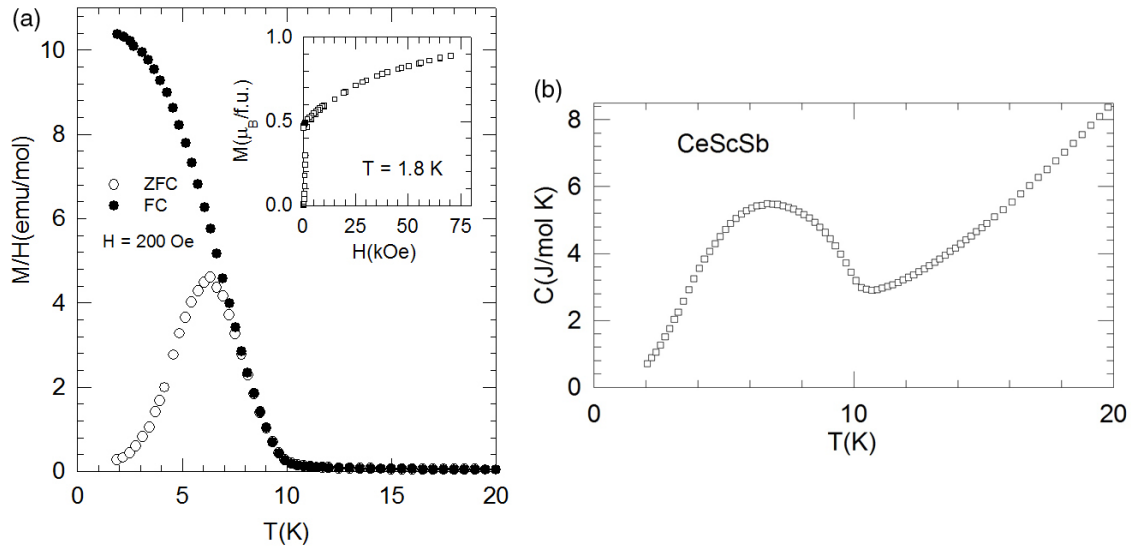 (a)
M/H(emu/mol)
10
8
6
4
2
0
0
5
10
15
20
T(K)
ZFC
FC
H = 200 Oe
M(μB/f.u.)
1.0
0.5
0.0
0
25
50
75
H(kOe)
T = 1.8 K
(b)
CeScSb
C(J/mol K)
8
6
4
2
0
0
10
20
T(K)